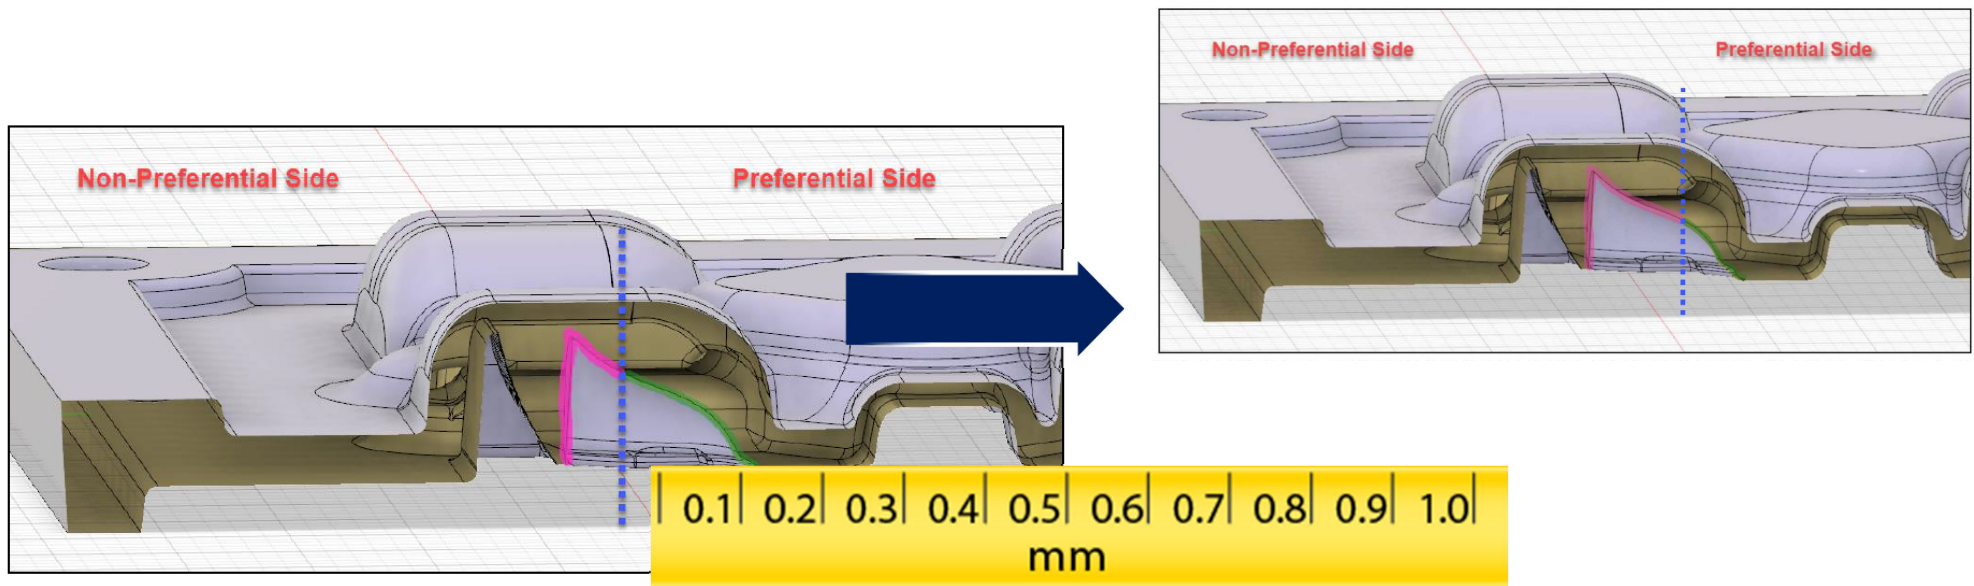 Non-Preferential Side
Preferential Side
Non-Preferential Side
Preferential Side
0.1 0.2 0.3 0.4 0.5 0.6 0.7 0.8 0.9 1.0
mm